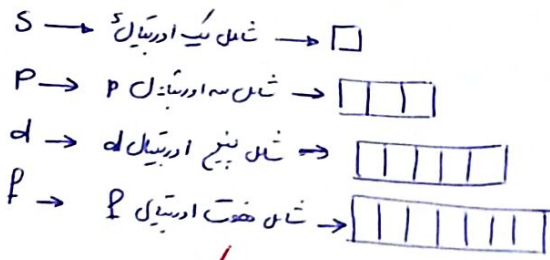 S → شامل یک اوربیتال s →
P → شامل سه اوربیتال p →
d → شامل پنج اوربیتال d →
f → شامل هفت اوربیتال f →